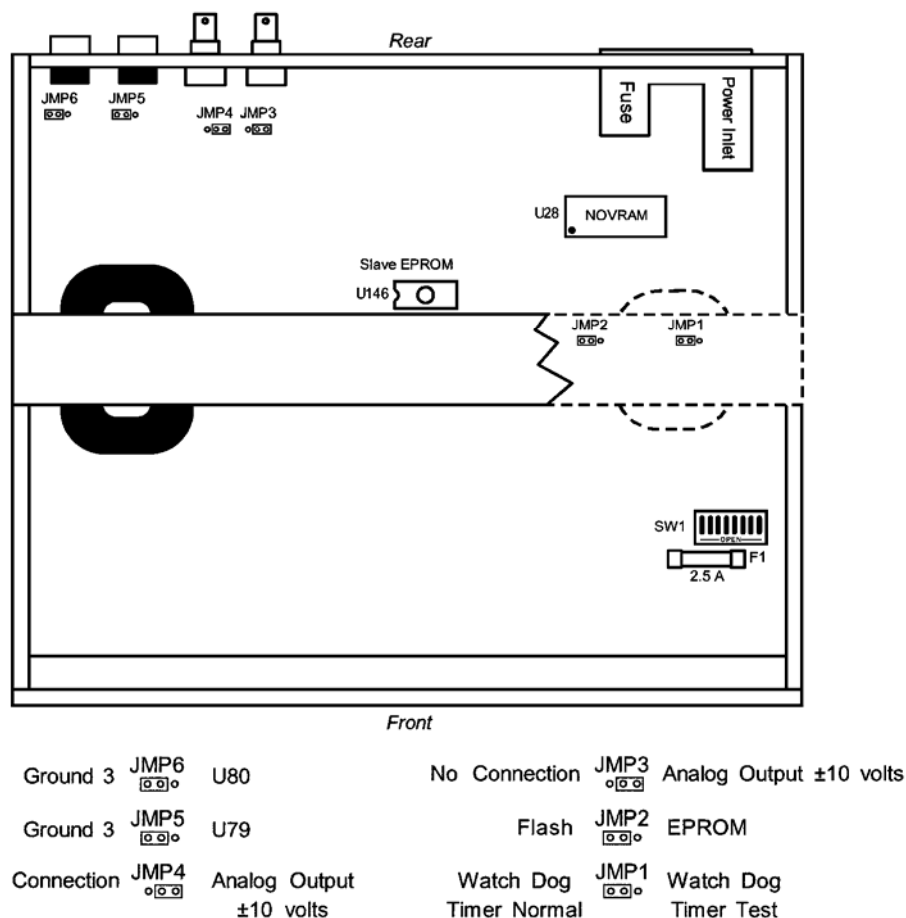 Rear
JMP6
JMP5
JMP4
JMP3
Fuse
Power Inlet
U28
NOVRAM
Slave EPROM
U146
JMP2
JMP1
SW1
OPEN
F1
2.5 A
Front
Ground 3 JMP6 U80
Ground 3 JMP5 U79
Connection JMP4 Analog Output
±10 volts
No Connection JMP3 Analog Output ±10 volts
Flash JMP2 EPROM
Watch Dog JMP1 Watch Dog
Timer Normal Timer Test